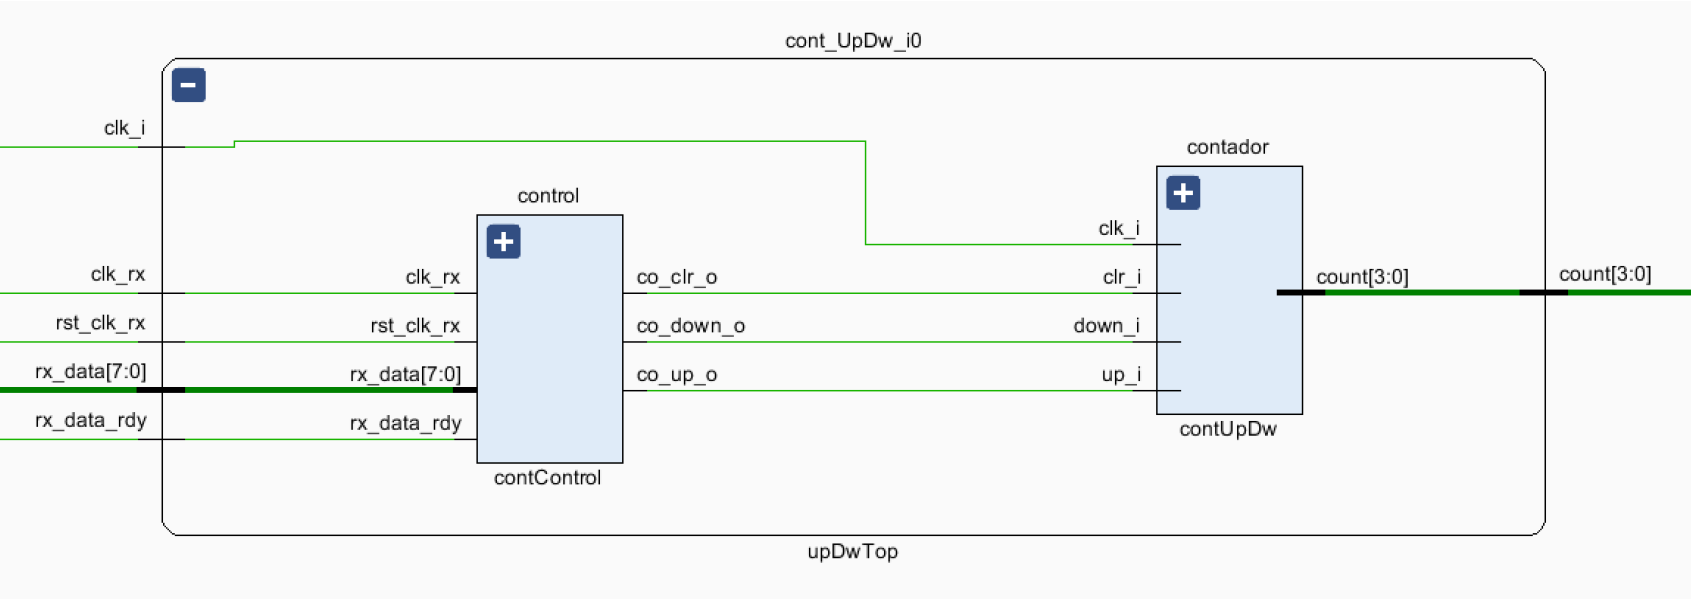 cont_UpDw_i0
clk_i
contador
control
clk_i
clk_rx
clk_rx
co_clr_o
clr_i
count[3:0]
count[3:0]
rst_clk_rx
rst_clk_rx
co_down_o
down_i
rx_data[7:0]
rx_data[7:0]
co_up_o
up_i
rx_data_rdy
rx_data_rdy
contUpDw
contControl
upDwTop